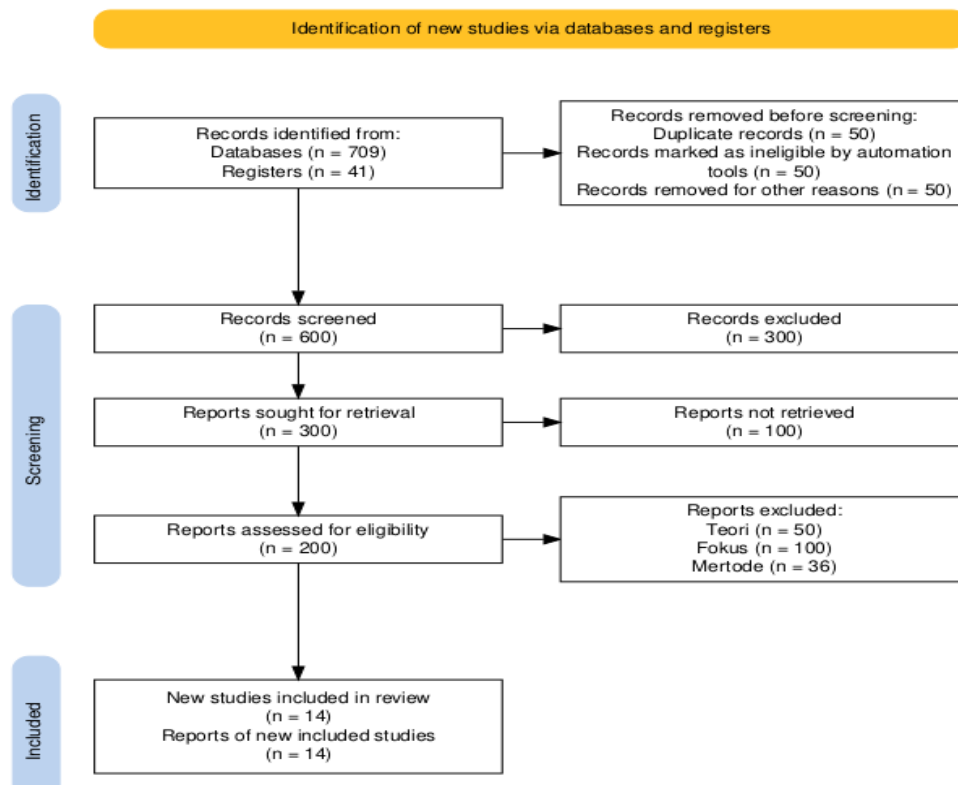 Identification of new studies via databases and registers
Identification
Records identified from:
Databases (n = 709)
Registers (n = 41)
Records removed before screening:
Duplicate records (n = 50)
Records marked as ineligible by automation
tools (n = 50)
Records removed for other reasons (n = 50)
Screening
Records screened
(n = 600)
Records excluded
(n = 300)
Reports sought for retrieval
(n = 300)
Reports not retrieved
(n = 100)
Reports assessed for eligibility
(n = 200)
Reports excluded:
Teori (n = 50)
Fokus (n = 100)
Mertode (n = 36)
Included
New studies included in review
(n = 14)
Reports of new included studies
(n = 14)